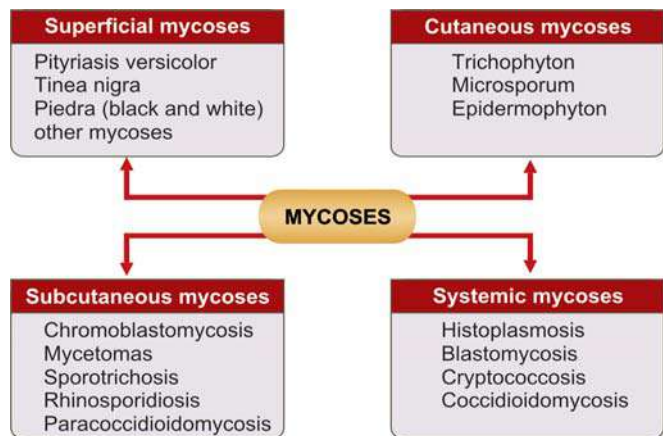 Superficial mycoses
Pityriasis versicolor
Tinea nigra
Piedra (black and white)
other mycoses
Cutaneous mycoses
Trichophyton
Microsporum
Epidermophyton
MYCOSES
Subcutaneous mycoses
Chromoblastomycosis
Mycetomas
Sporotrichosis
Rhinosporidiosis
Paracoccidioidomycosis
Systemic mycoses
Histoplasmosis
Blastomycosis
Cryptococcosis
Coccidioidomycosis